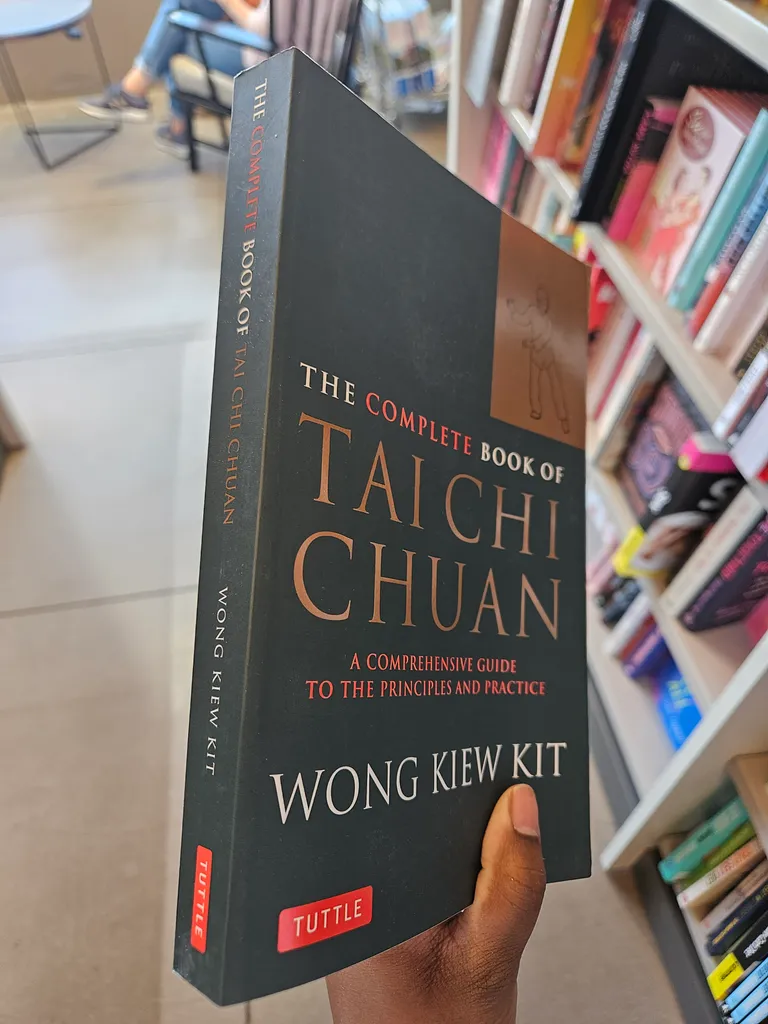 THE COMPLETE BOOK OF TAI CHI CHUAN
WONG KIEW KIT
TUTTLE
THE COMPLETE BOOK OF
TAI CHI
CHUAN
A COMPREHENSIVE GUIDE
TO THE PRINCIPLES AND PRACTICE
WONG KIEW KIT
TUTTLE